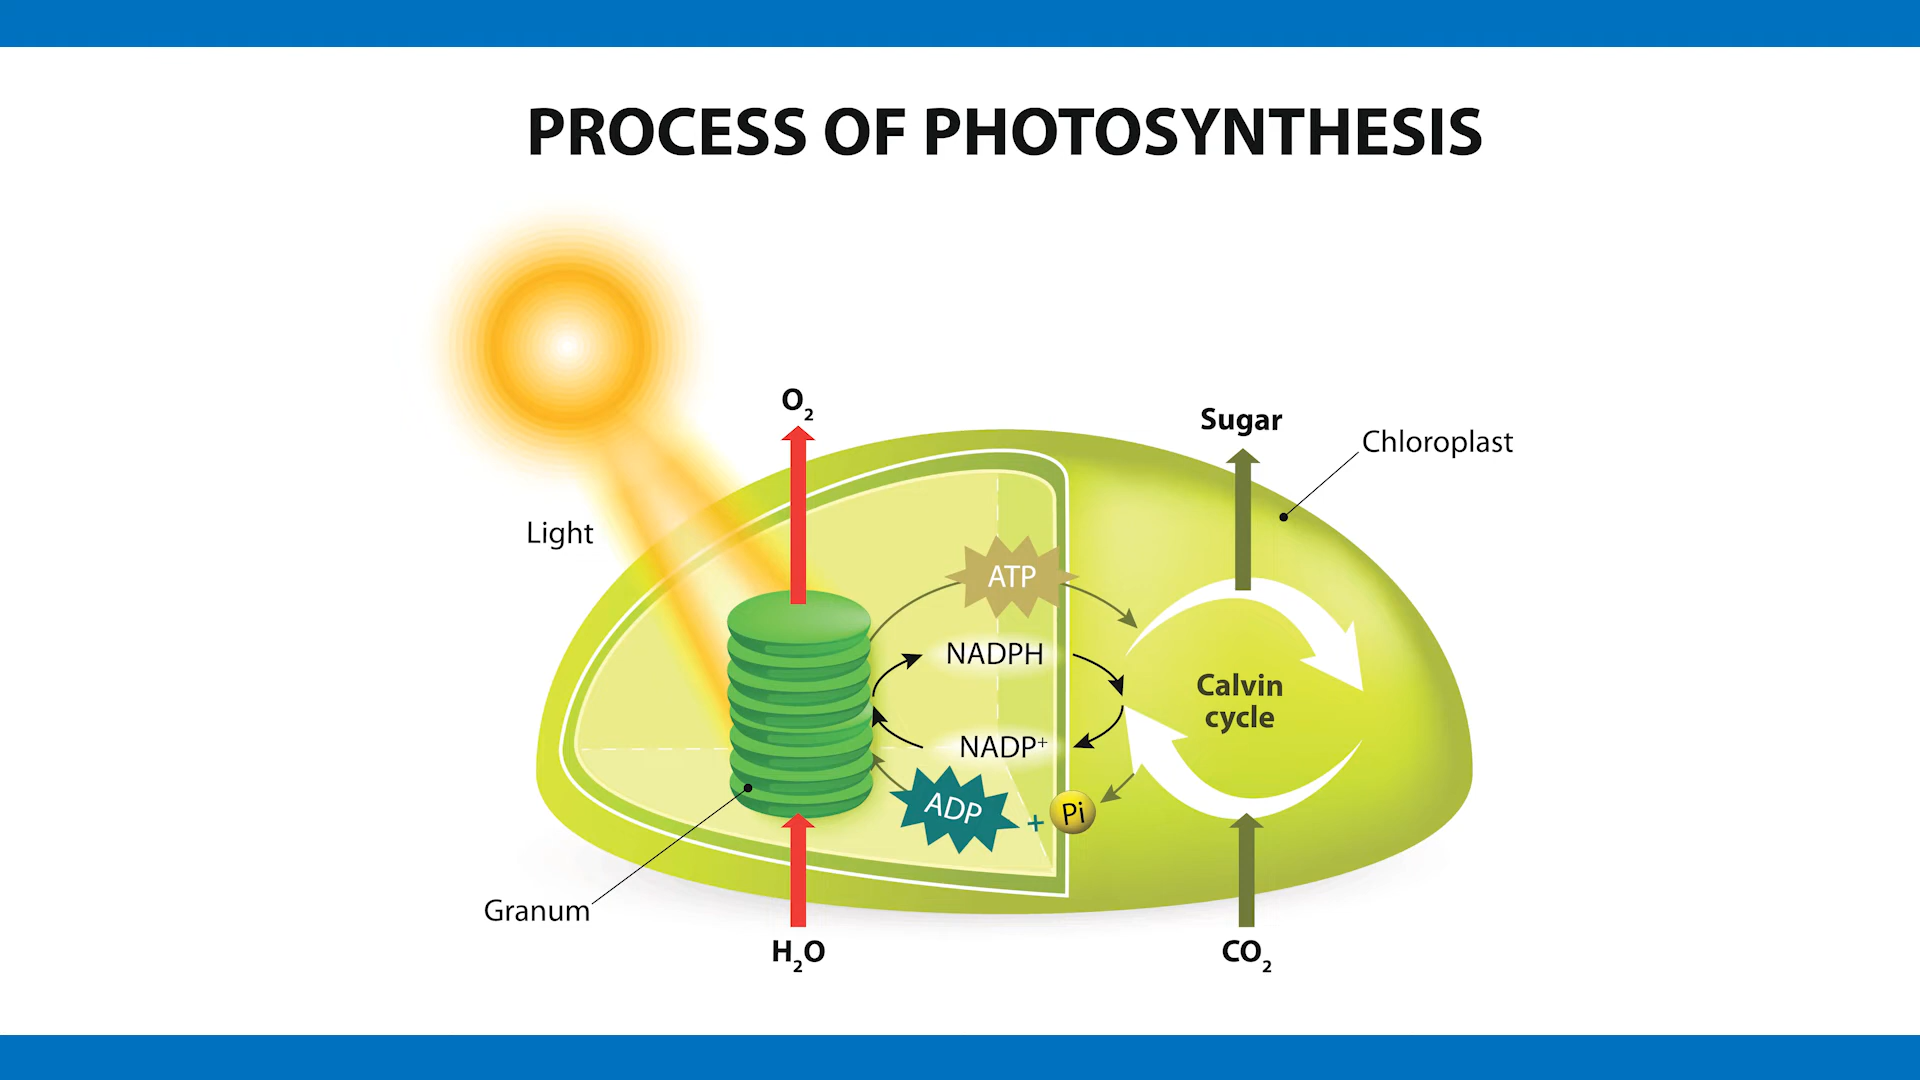 PROCESS OF PHOTOSYNTHESIS
O₂
Sugar
Chloroplast
Light
ATP
NADPH
Calvin
cycle
NADP⁺
ADP + Pi
Granum
H₂O
CO₂